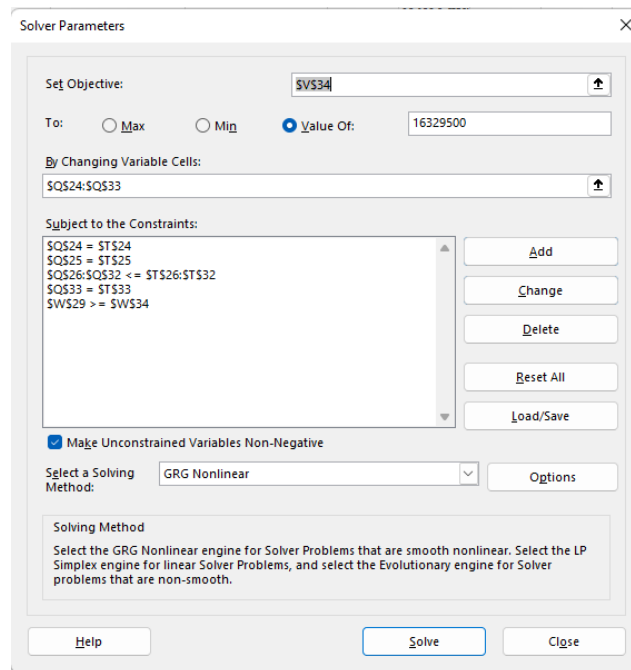 Solver Parameters
Set Objective:
$V$34
To:
Max
Min
Value Of:
16329500
By Changing Variable Cells:
$Q$24:$Q$33
Subject to the Constraints:
$Q$24 = $T$24
$Q$25 = $T$25
$Q$26:$Q$32 <= $T$26:$T$32
$Q$33 = $T$33
$W$29 >= $W$34
Add
Change
Delete
Reset All
Load/Save
Make Unconstrained Variables Non-Negative
Select a Solving
Method:
GRG Nonlinear
Options
Solving Method
Select the GRG Nonlinear engine for Solver Problems that are smooth nonlinear. Select the LP
Simplex engine for linear Solver Problems, and select the Evolutionary engine for Solver
problems that are non-smooth.
Help
Solve
Close